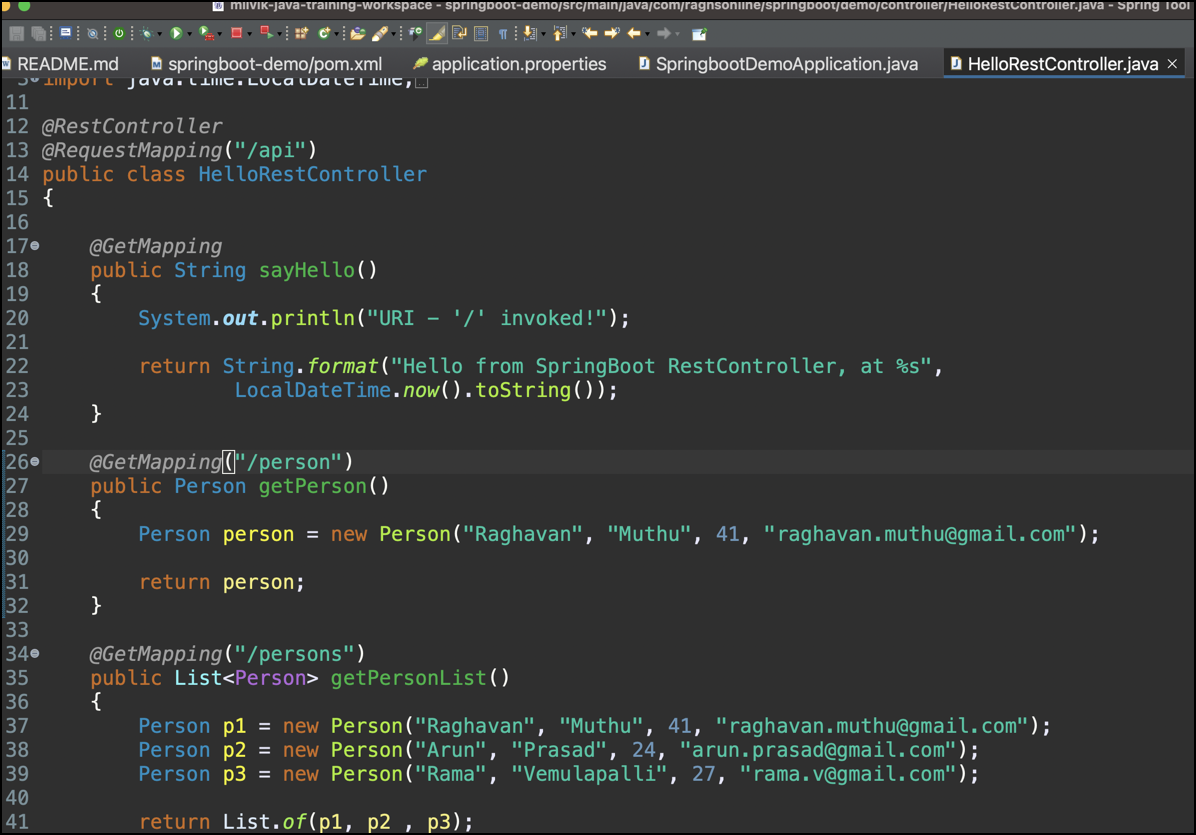 milvik-java-training-workspace - springboot-demo/src/main/java/com/raghsonline/springboot/demo/controller/HelloRestController.java - Spring Tool
README.md springboot-demo/pom.xml application.properties SpringbootDemoApplication.java HelloRestController.java
import java.time.LocalDateTime;
11
12 @RestController
13 @RequestMapping("/api")
14 public class HelloRestController
15 {
16
17 @GetMapping
18 public String sayHello()
19 {
20 System.out.println("URI - '/' invoked!");
21
22 return String.format("Hello from SpringBoot RestController, at %s",
23 LocalDateTime.now().toString());
24 }
25
26 @GetMapping("/person")
27 public Person getPerson()
28 {
29 Person person = new Person("Raghavan", "Muthu", 41, "raghavan.muthu@gmail.com");
30
31 return person;
32 }
33
34 @GetMapping("/persons")
35 public List<Person> getPersonList()
36 {
37 Person p1 = new Person("Raghavan", "Muthu", 41, "raghavan.muthu@gmail.com");
38 Person p2 = new Person("Arun", "Prasad", 24, "arun.prasad@gmail.com");
39 Person p3 = new Person("Rama", "Vemulapalli", 27, "rama.v@gmail.com");
40
41 return List.of(p1, p2 , p3);